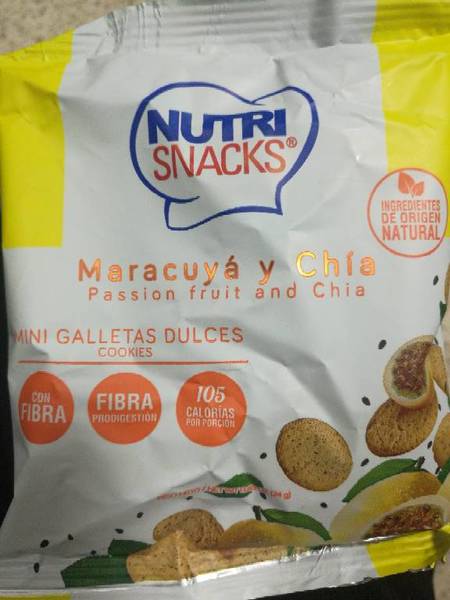 NUTRI
SNACKS®
INGREDIENTES
DE ORIGEN
NATURAL
Maracuyá y Chía
Passion fruit and Chia
MINI GALLETAS DULCES
COOKIES
CON
FIBRA
FIBRA
PRODIGESTIÓN
105
CALORÍAS
POR PORCIÓN